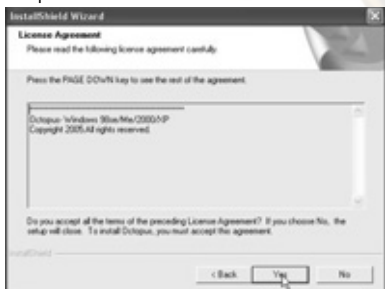 InstallShield Wizard
License Agreement
Please read the following license agreement carefully.
Press the PAGE DOWN key to see the rest of the agreement.
Octopus- Windows 98se/Me/2000/XP
Copyright 2005.All rights reserved.
Do you accept all the terms of the preceding License Agreement? If you choose No, the
setup will close. To install Octopus, you must accept this agreement.
InstallShield
< Back
Yes
No